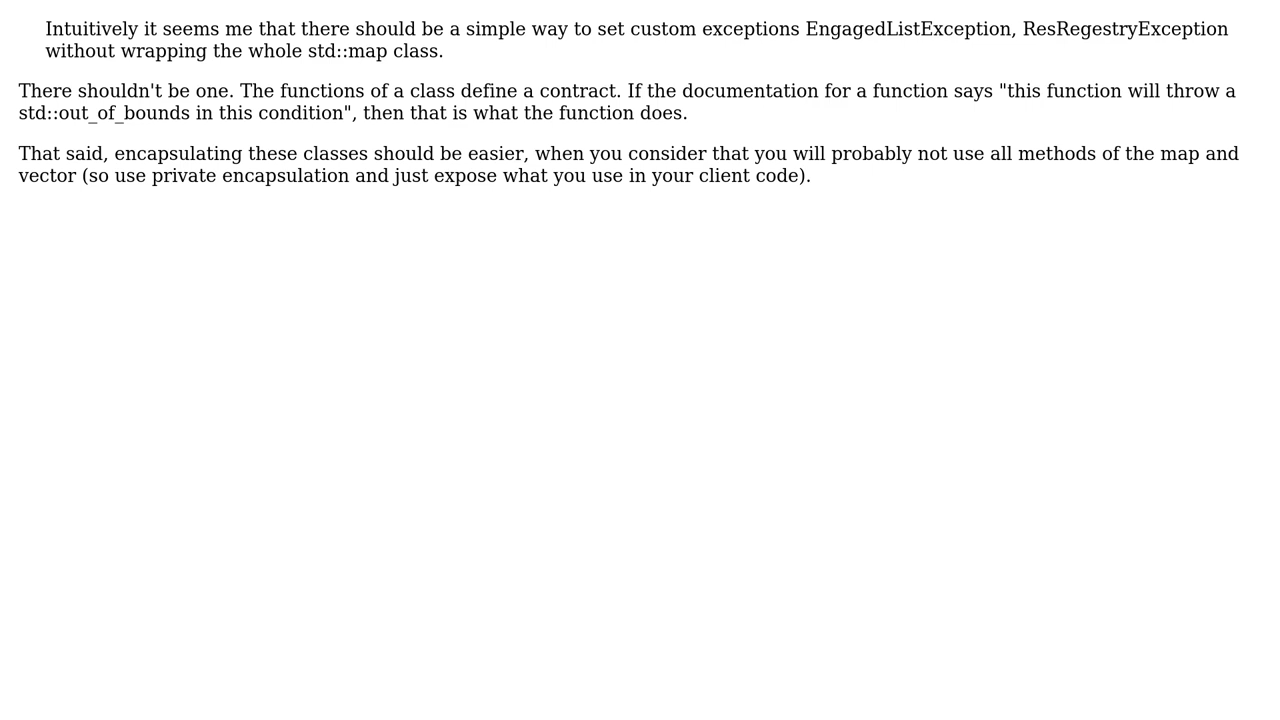 Intuitively it seems me that there should be a simple way to set custom exceptions EngagedListException, ResRegestryException
without wrapping the whole std::map class.
There shouldn't be one. The functions of a class define a contract. If the documentation for a function says "this function will throw a
std::out_of_bounds in this condition", then that is what the function does.
That said, encapsulating these classes should be easier, when you consider that you will probably not use all methods of the map and
vector (so use private encapsulation and just expose what you use in your client code).